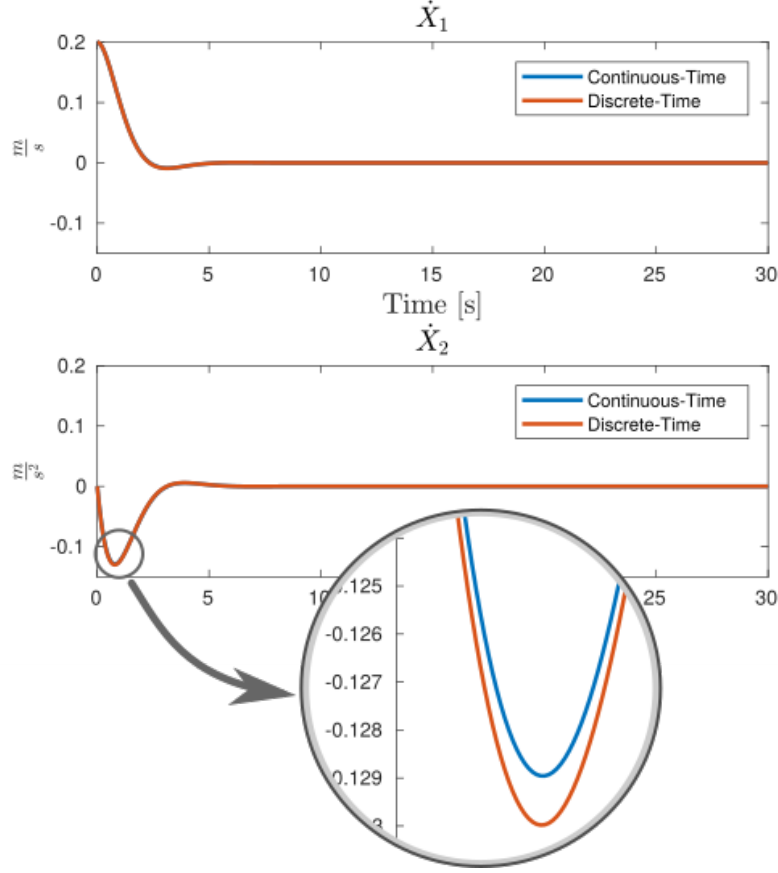 Ẋ₁
0.2
Continuous-Time
Discrete-Time
0.1
m/s
0
-0.1
0 5 10 15 20 25 30
Time [s]
Ẋ₂
0.2
Continuous-Time
Discrete-Time
0.1
m/s²
0
-0.1
0 5 25 30
-0.126
-0.127
-0.128